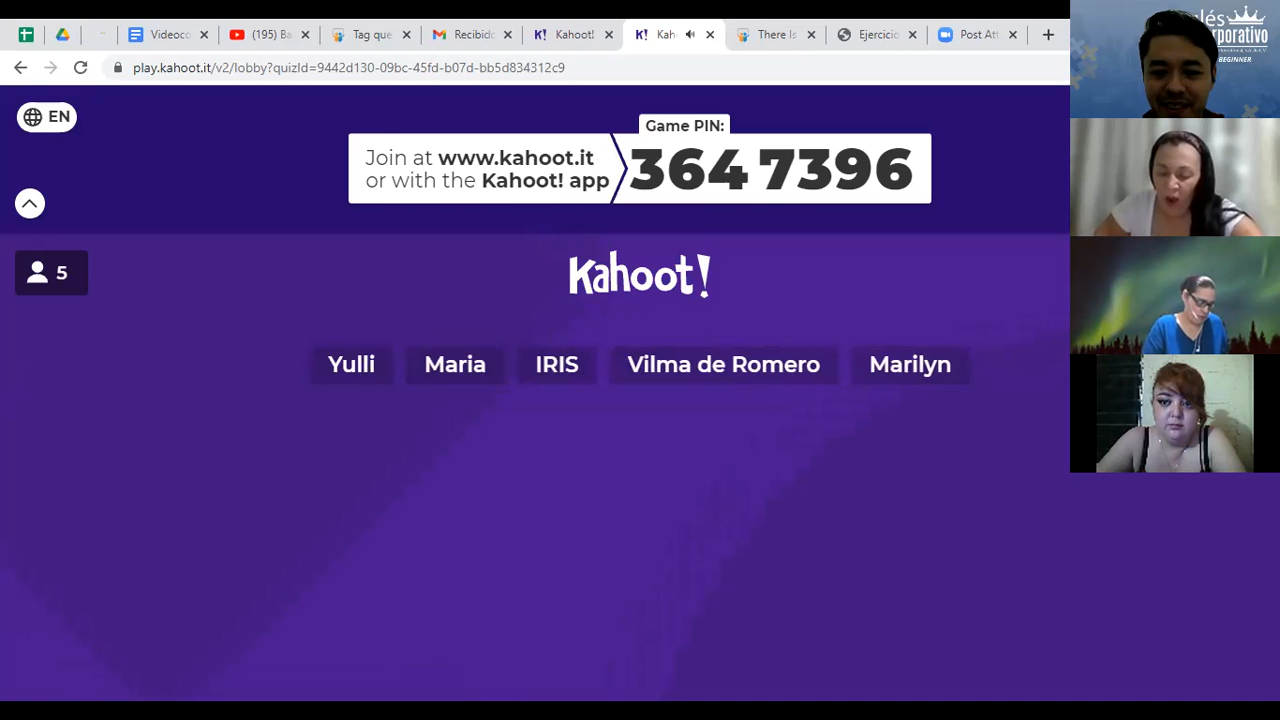 Videoco
(195) Ba
Tag que
Recibido
Kahoot!
Kah
There Is
Ejercicio
Post Att
play.kahoot.it/v2/lobby?quizId=9442d130-09bc-45fd-b07d-bb5d834312c9
EN
Game PIN:
Join at www.kahoot.it
or with the Kahoot! app
364 7396
5
Kahoot!
Yulli Maria IRIS Vilma de Romero Marilyn
BEGINNER